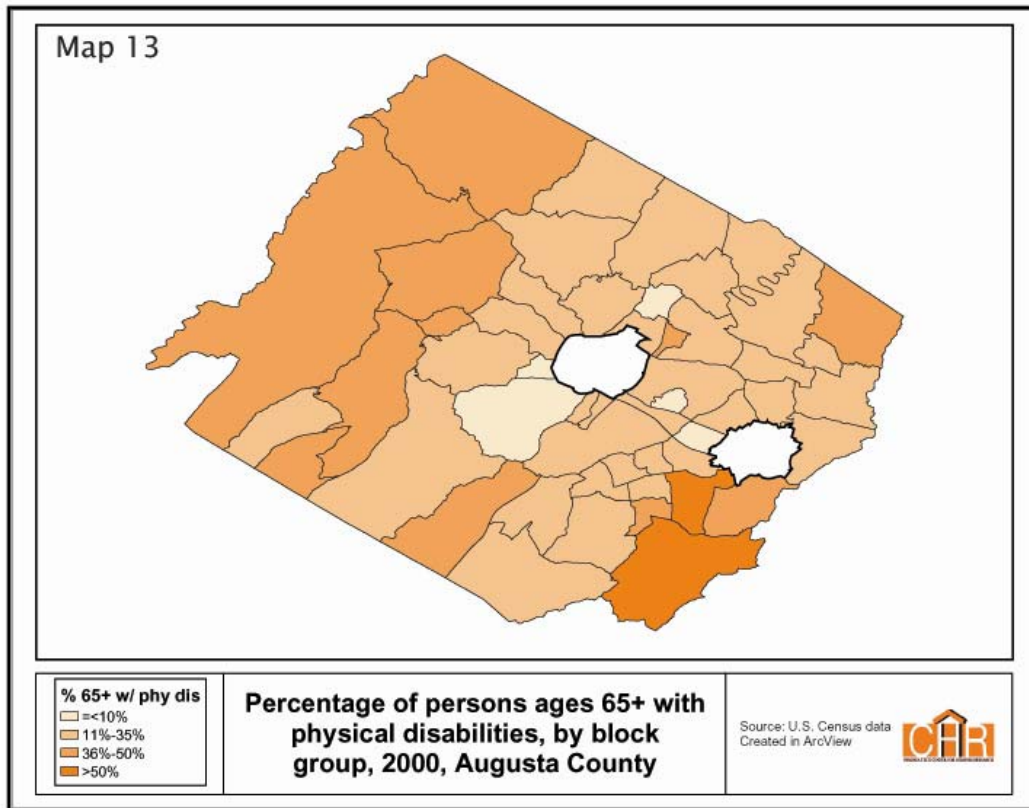 Map 13
% 65+ w/ phy dis
=<10%
11%-35%
36%-50%
>50%
Percentage of persons ages 65+ with
physical disabilities, by block
group, 2000, Augusta County
Source: U.S. Census data
Created in ArcView
CHR